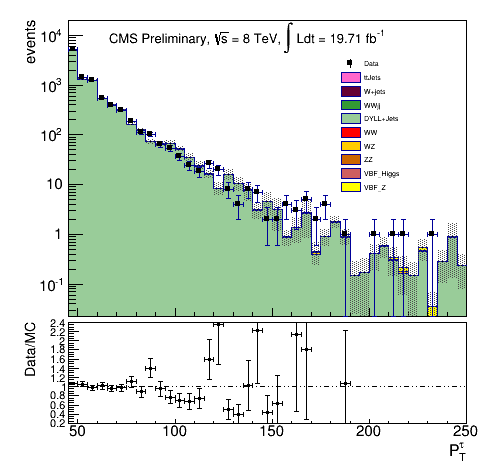 events
CMS Preliminary, √s = 8 TeV, ∫ Ldt = 19.71 fb⁻¹
Data
ttJets
W+jets
WWjj
DYLL+Jets
WW
WZ
ZZ
VBF_Higgs
VBF_Z
10⁴
10³
10²
10
1
10⁻¹
Data/MC
2.4
2.2
2
1.8
1.6
1.4
1.2
1
0.8
0.6
0.4
0.2
50 100 150 200 250
P_T^τ